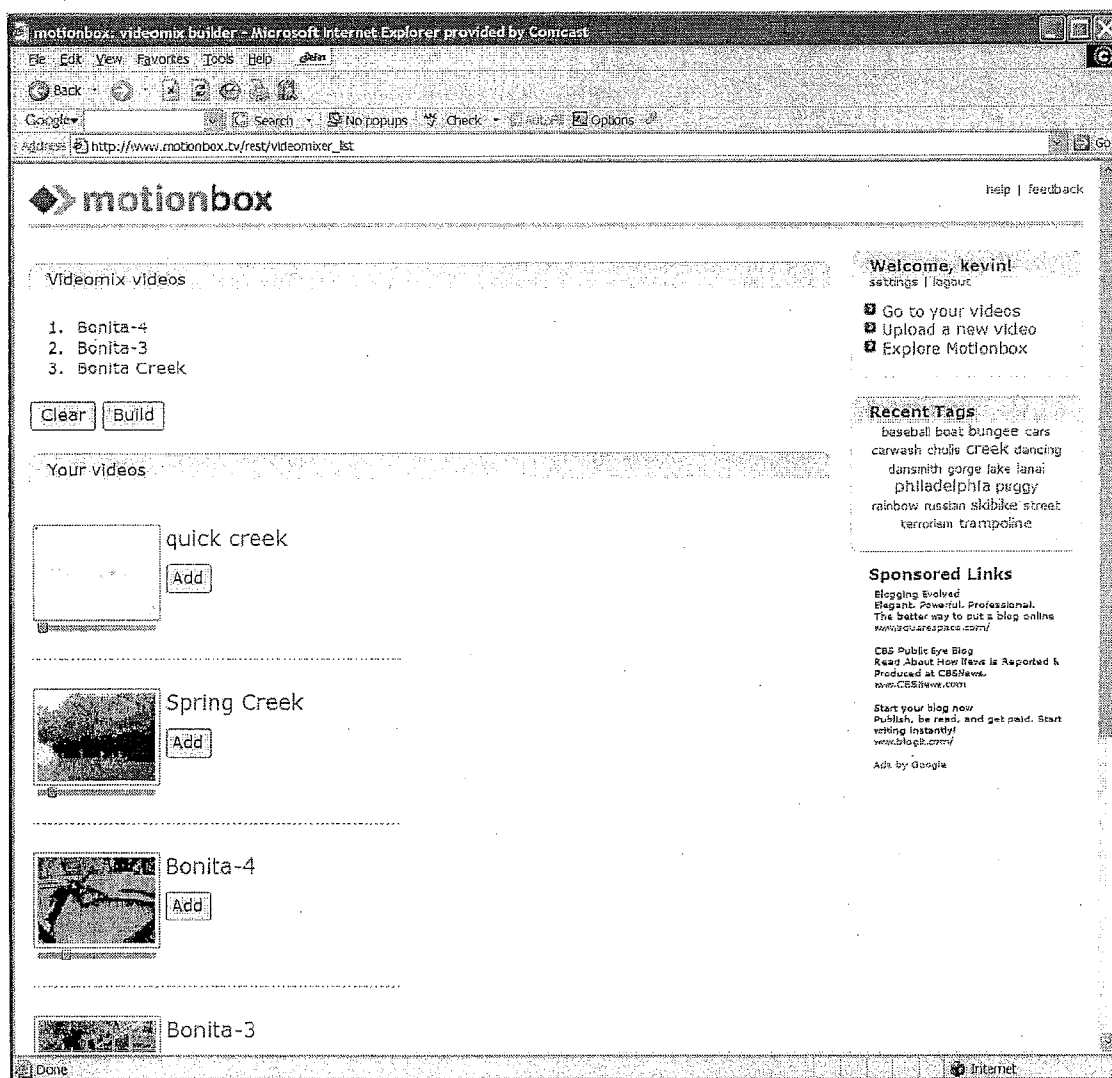 motionbox: videomix builder - Microsoft Internet Explorer provided by Comcast
File Edit View Favorites Tools Help
Back
Google Search No popups Check AutoFill Options
Address http://www.motionbox.tv/rest/videomixer_list Go
motionbox
help | feedback
Videomix videos
1. Bonita-4
2. Bonita-3
3. Bonita Creek
Clear Build
Your videos
quick creek
Add
Spring Creek
Add
Bonita-4
Add
Bonita-3
Welcome, kevin!
settings | logout
Go to your videos
Upload a new video
Explore Motionbox
Recent Tags
baseball boat bungee cars
carwash cholis creek dancing
dansmith gorge lake lanai
philadelphia peggy
rainbow russian skibike street
terrorism trampoline
Sponsored Links
Blogging Evolved
Elegant. Powerful. Professional.
The better way to put a blog online
www.squarespace.com/
CBS Public Eye Blog
Read About How News is Reported &
Produced at CBSNews.
www.CBSNews.com
Start your blog now
Publish, be read, and get paid. Start
writing instantly!
www.blogit.com/
Ads by Google
Done
Internet